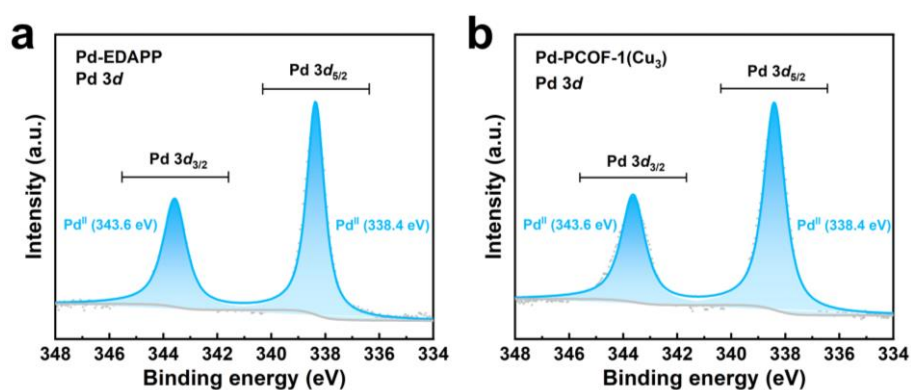 a
Pd-EDAPP
Pd 3d
Pd 3d5/2
Pd 3d3/2
Pdᴵᴵ (343.6 eV)
Pdᴵᴵ (338.4 eV)
Intensity (a.u.)
348 346 344 342 340 338 336 334
Binding energy (eV)
b
Pd-PCOF-1(Cu₃)
Pd 3d
Pd 3d5/2
Pd 3d3/2
Pdᴵᴵ (343.6 eV)
Pdᴵᴵ (338.4 eV)
Intensity (a.u.)
348 346 344 342 340 338 336 334
Binding energy (eV)